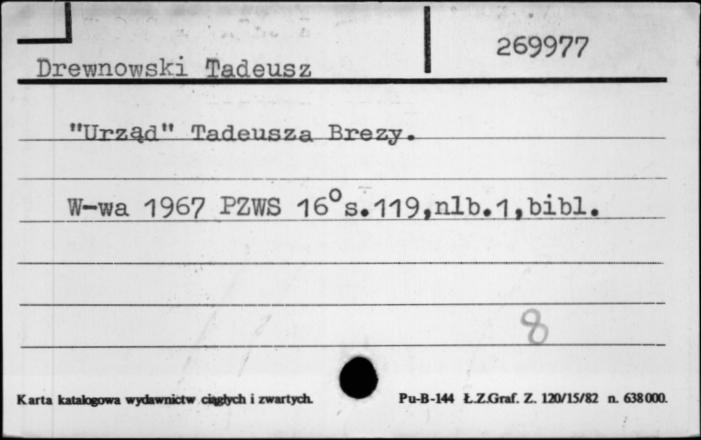 269977
Drewnowski Tadeusz
"Urząd" Tadeusza Brezy.
W-wa 1967 PZWS 16° s.119,nlb.1,bibl.
8
Karta katalogowa wydawnictw ciągłych i zwartych. Pu-B-144 Ł.Z.Graf. Z. 120/15/82 n. 638000.